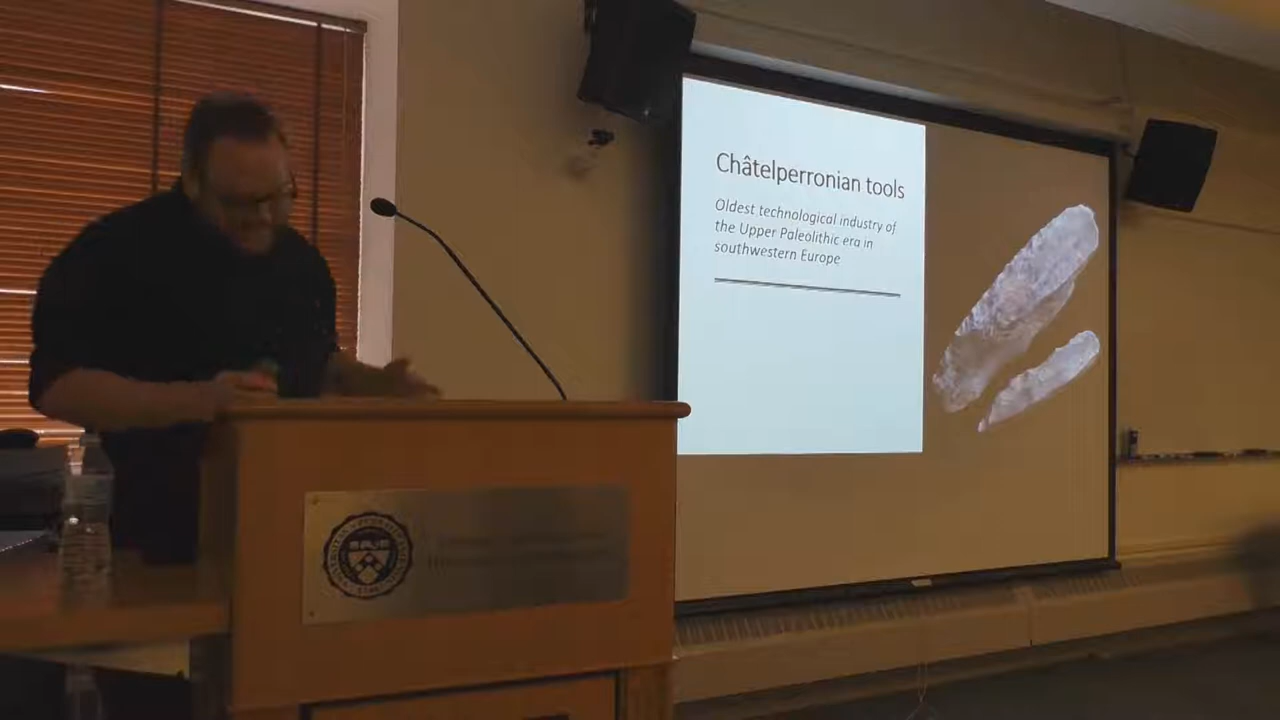 Châtelperronian tools
Oldest technological industry of
the Upper Paleolithic era in
southwestern Europe